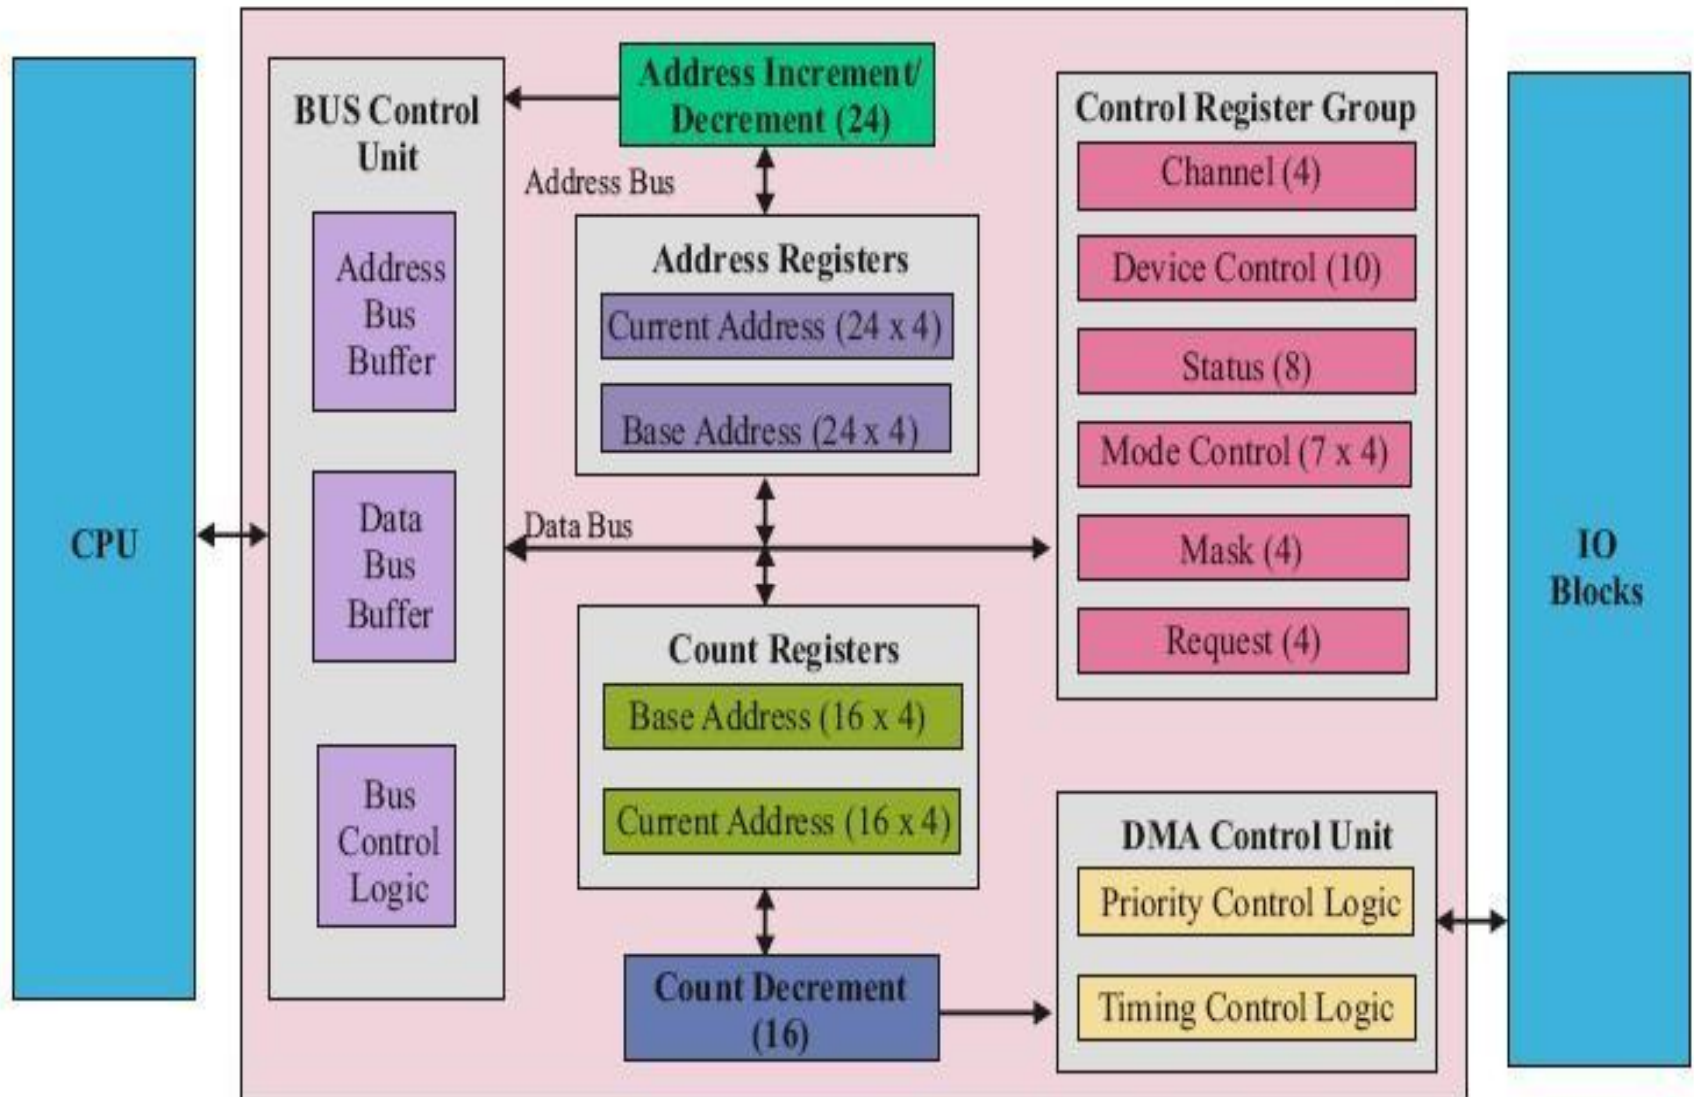 CPU
BUS Control
Unit
Address
Bus
Buffer
Data
Bus
Buffer
Bus
Control
Logic
Address Increment/
Decrement (24)
Address Bus
Address Registers
Current Address (24 x 4)
Base Address (24 x 4)
Data Bus
Count Registers
Base Address (16 x 4)
Current Address (16 x 4)
Count Decrement
(16)
Control Register Group
Channel (4)
Device Control (10)
Status (8)
Mode Control (7 x 4)
Mask (4)
Request (4)
DMA Control Unit
Priority Control Logic
Timing Control Logic
IO
Blocks